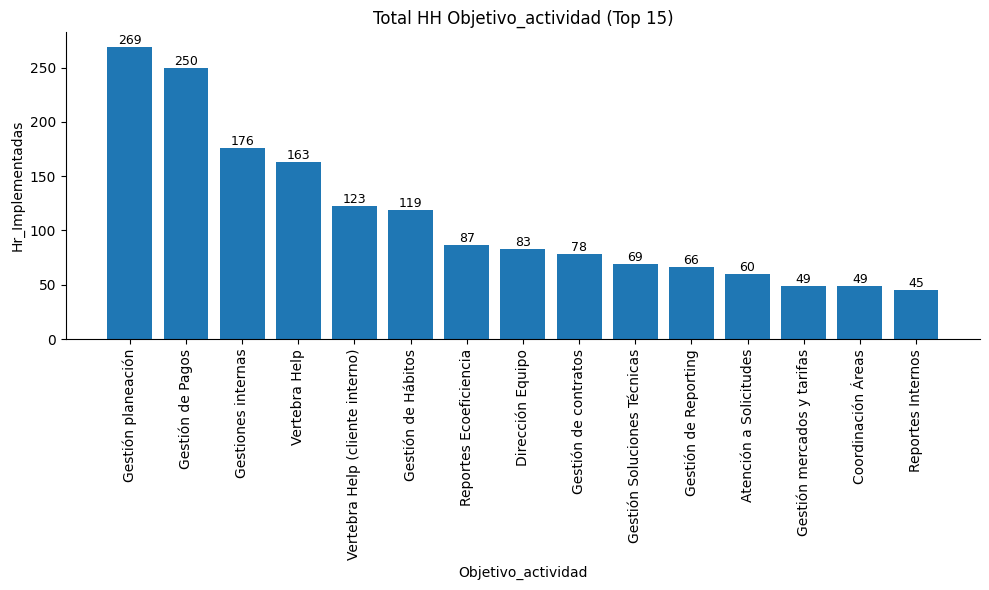 Total HH Objetivo_actividad (Top 15)
Hr_Implementadas
250
200
150
100
50
0
269
250
176
163
123
119
87
83
78
69
66
60
49
49
45
Gestión planeación
Gestión de Pagos
Gestiones internas
Vertebra Help
Vertebra Help (cliente interno)
Gestión de Hábitos
Reportes Ecoeficiencia
Dirección Equipo
Gestión de contratos
Gestión Soluciones Técnicas
Gestión de Reporting
Atención a Solicitudes
Gestión mercados y tarifas
Coordinación Áreas
Reportes Internos
Objetivo_actividad